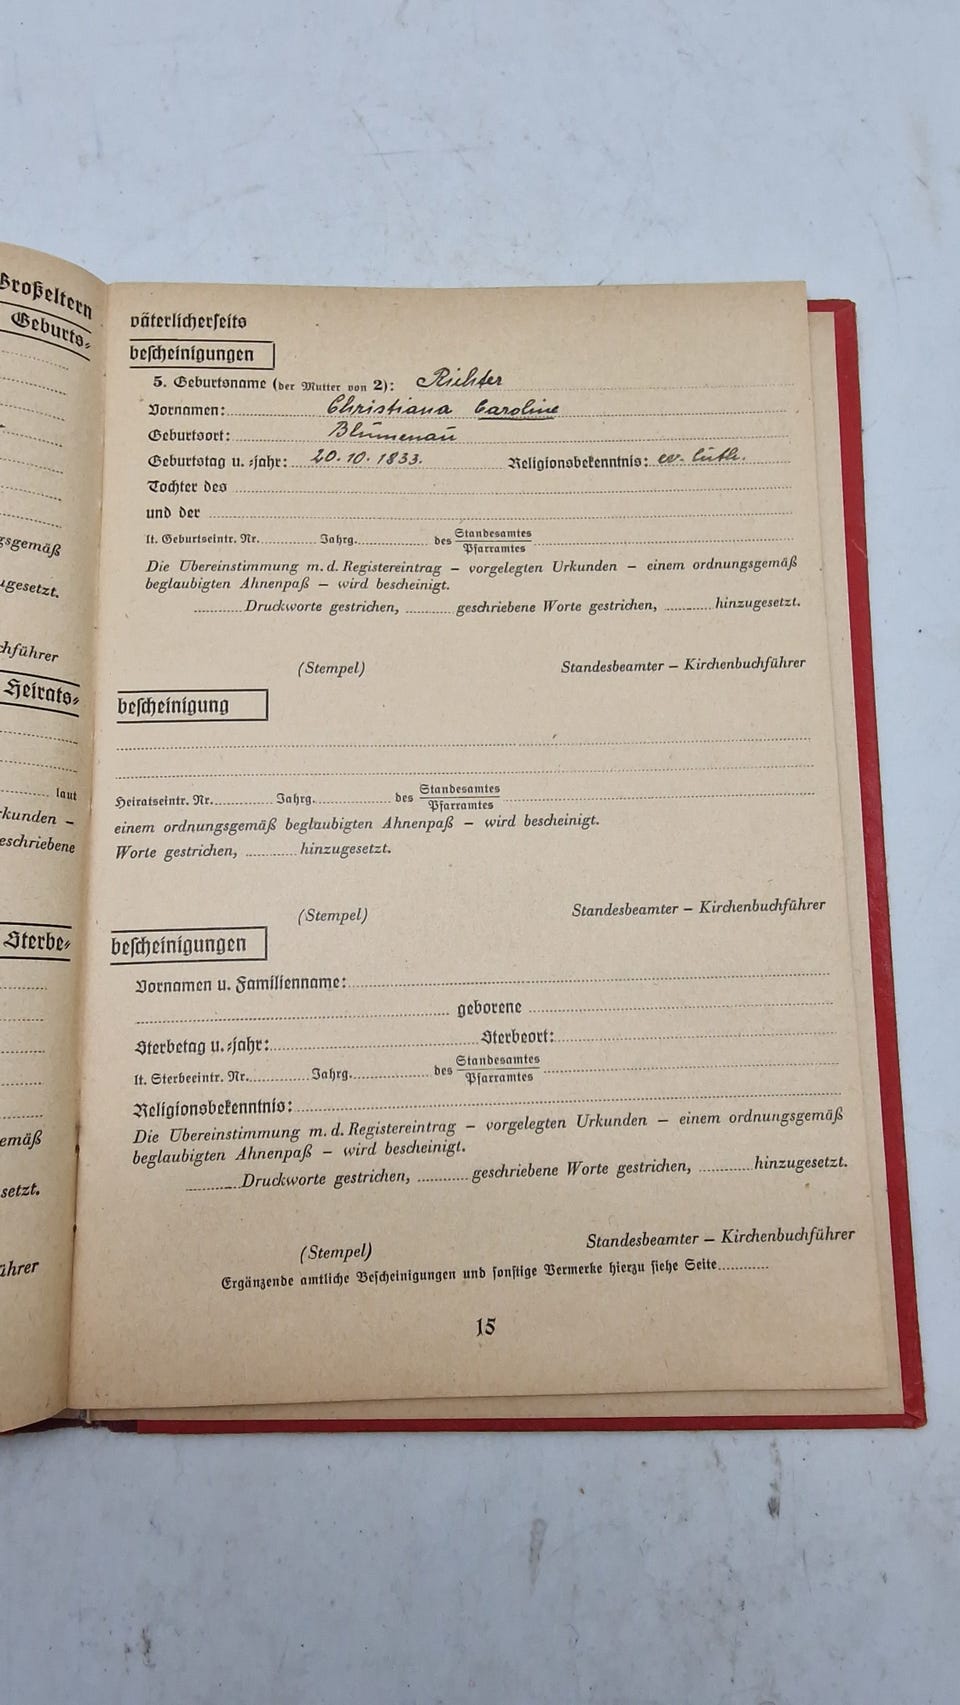 Großeltern
Geburts-
gsgemäß
ugesetzt.
chführer
Heirats-
laut
rkunden –
eschriebene
Sterbe-
emäß
setzt.
ührer
väterlicherseits
bescheinigungen
5. Geburtsname (der Mutter von 2): Richter
Vornamen: Christiana Caroline
Geburtsort: Blumenau
Geburtstag u. -jahr: 20.10.1833. Religionsbekenntnis: ev. luth.
Tochter des
und der
lt. Geburtseintr. Nr. Jahrg. des Standesamtes
Pfarramtes
Die Übereinstimmung m. d. Registereintrag – vorgelegten Urkunden – einem ordnungsgemäß
beglaubigten Ahnenpaß – wird bescheinigt.
Druckworte gestrichen, geschriebene Worte gestrichen, hinzugesetzt.
(Stempel) Standesbeamter – Kirchenbuchführer
bescheinigung
Heiratseintr. Nr. Jahrg. des Standesamtes
Pfarramtes
einem ordnungsgemäß beglaubigten Ahnenpaß – wird bescheinigt.
Worte gestrichen, hinzugesetzt.
(Stempel) Standesbeamter – Kirchenbuchführer
bescheinigungen
Vornamen u. Familienname:
geborene
Sterbetag u. -jahr: Sterbeort:
lt. Sterbeeintr. Nr. Jahrg. des Standesamtes
Pfarramtes
Religionsbekenntnis:
Die Übereinstimmung m. d. Registereintrag – vorgelegten Urkunden – einem ordnungsgemäß
beglaubigten Ahnenpaß – wird bescheinigt.
Druckworte gestrichen, geschriebene Worte gestrichen, hinzugesetzt.
(Stempel) Standesbeamter – Kirchenbuchführer
Ergänzende amtliche Bescheinigungen und sonstige Vermerke hierzu siehe Seite
15